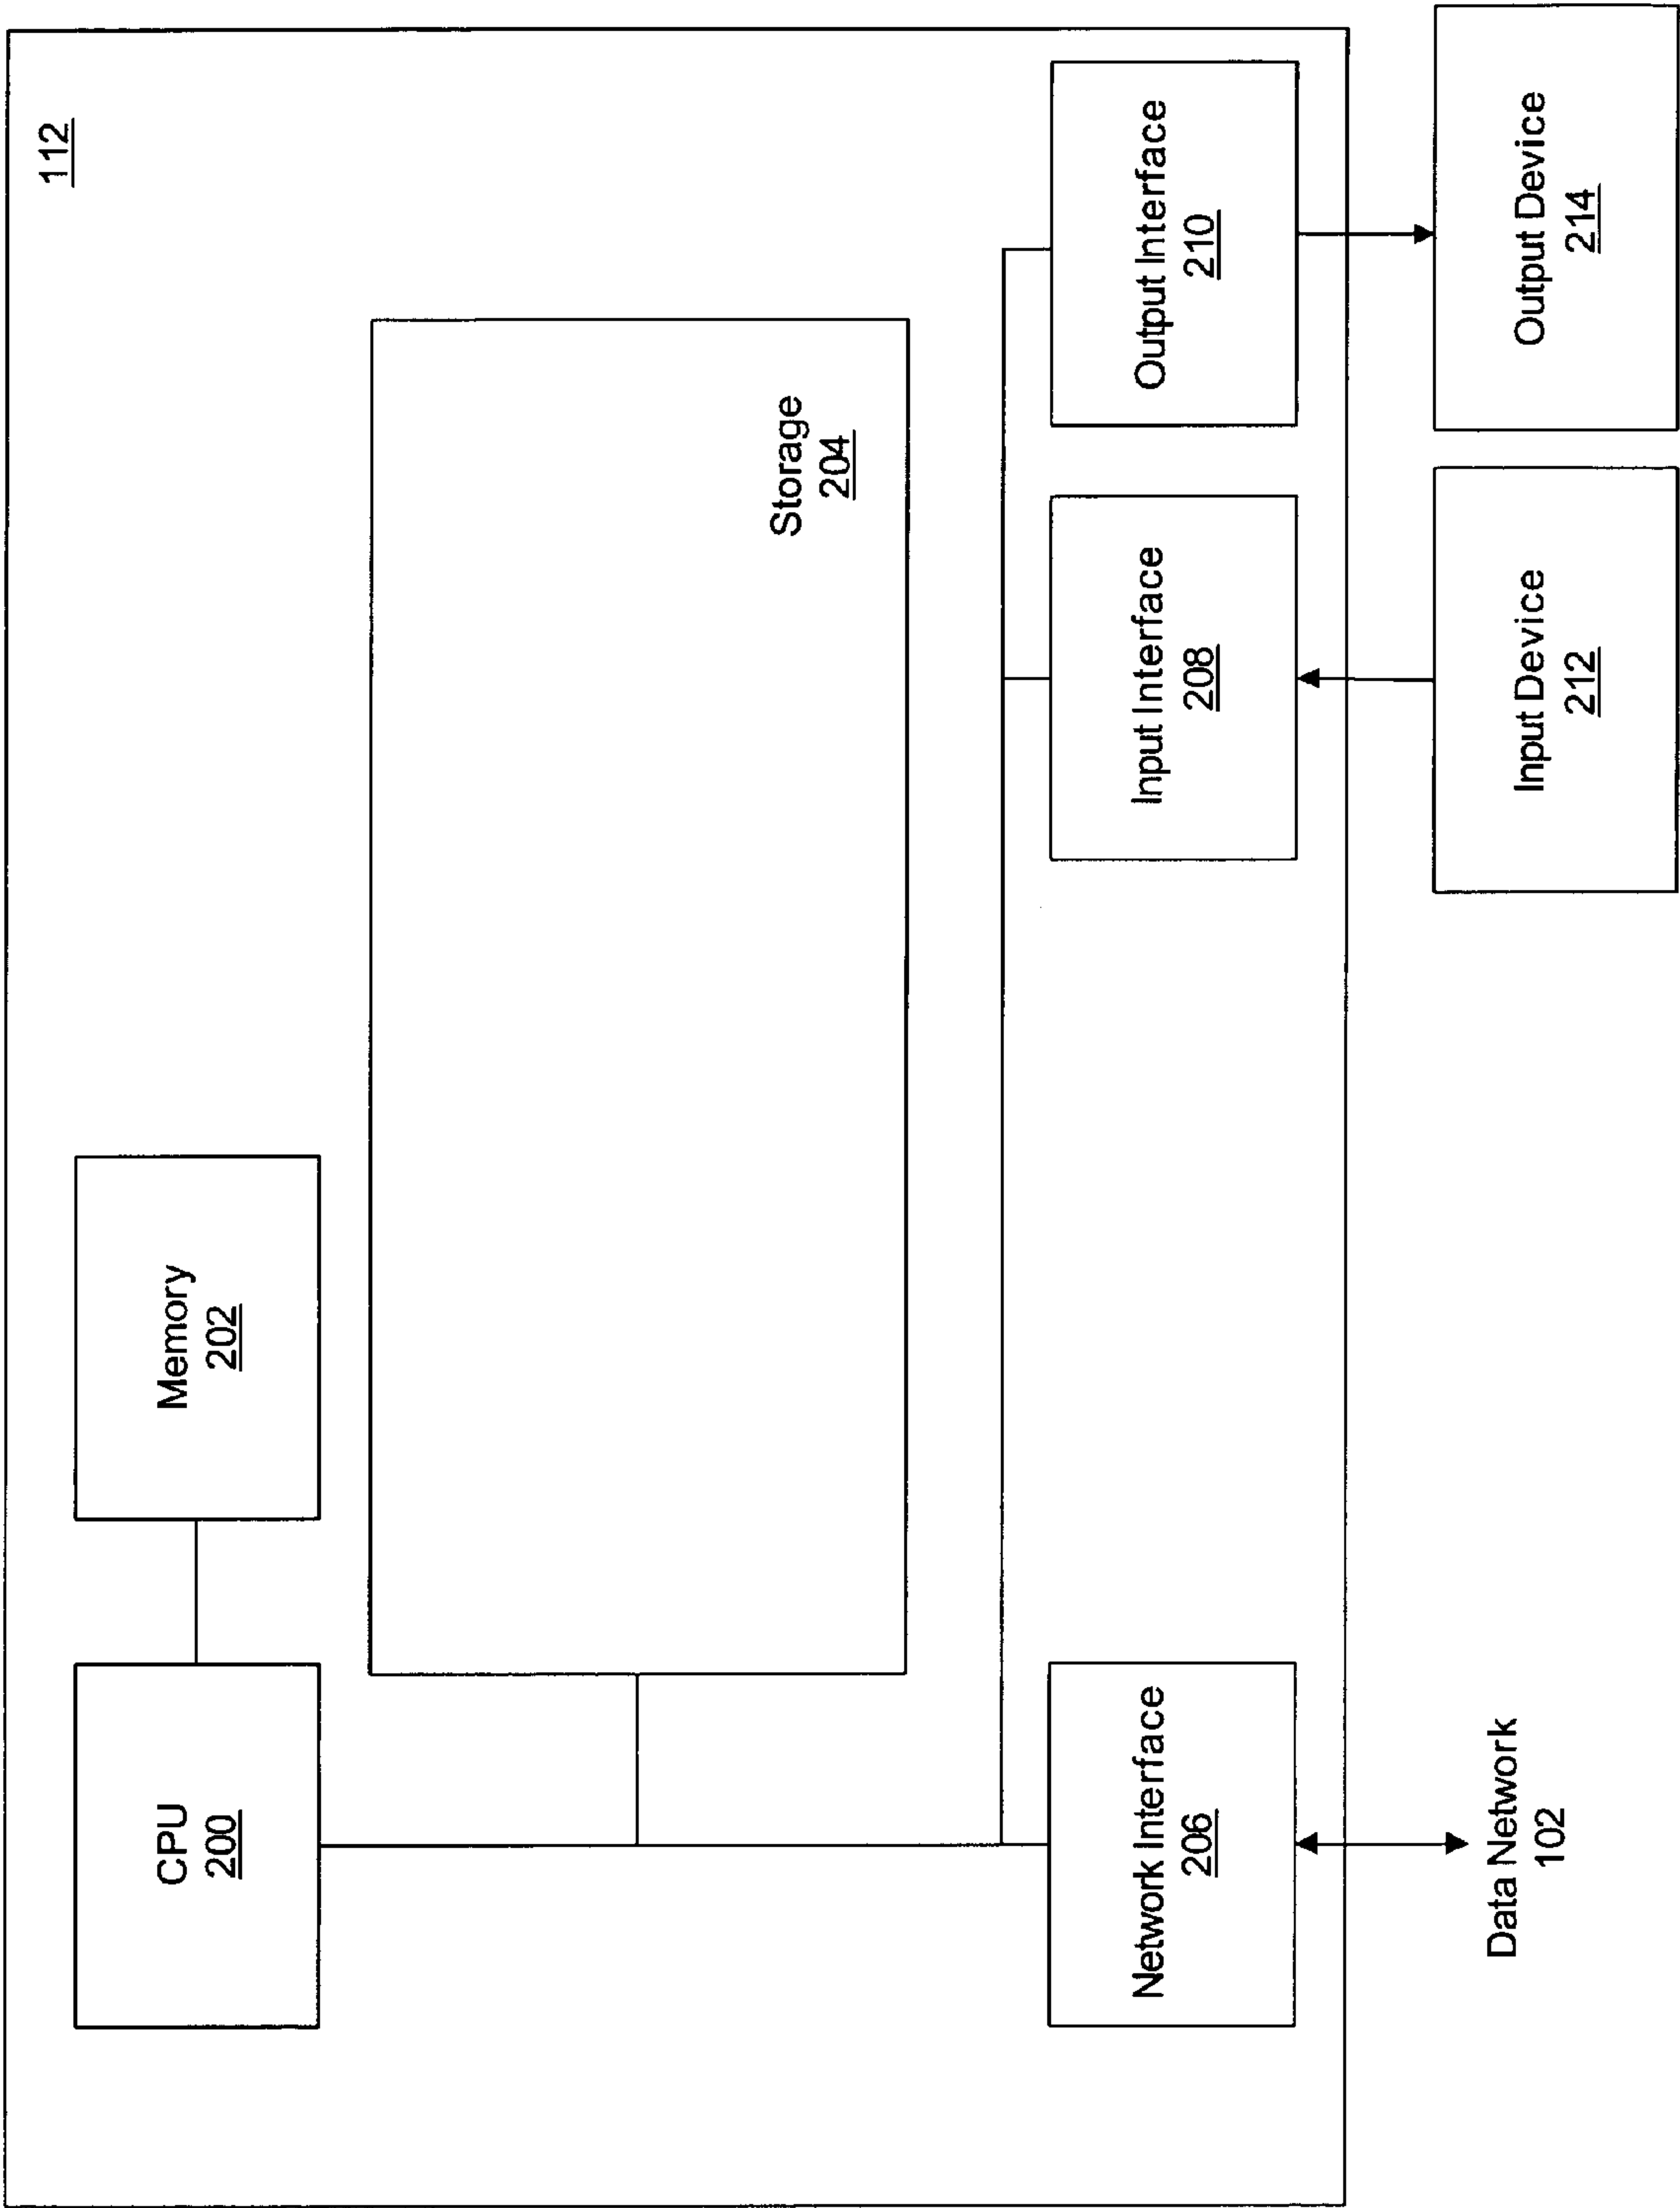 112
CPU
200
Memory
202
Storage
204
Network Interface
206
Input Interface
208
Output Interface
210
Data Network
102
Input Device
212
Output Device
214